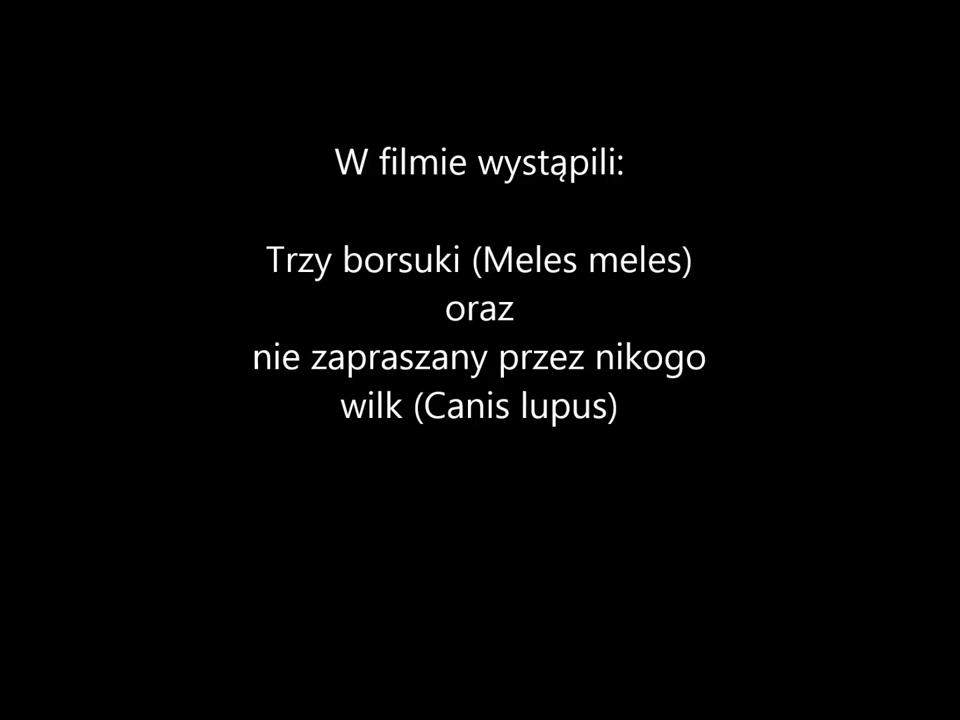 W filmie wystąpili:
Trzy borsuki (Meles meles)
oraz
nie zapraszany przez nikogo
wilk (Canis lupus)